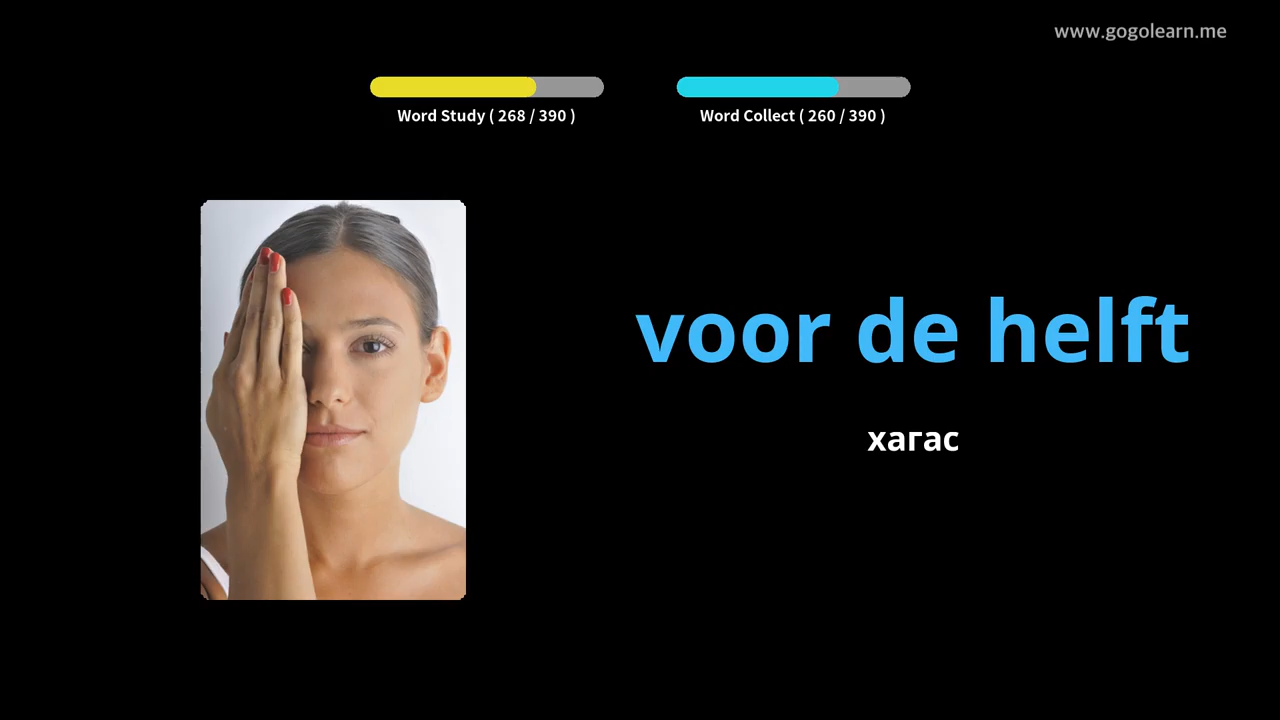 www.gogolearn.me
Word Study ( 268 / 390 )
Word Collect ( 260 / 390 )
voor de helft
хагас